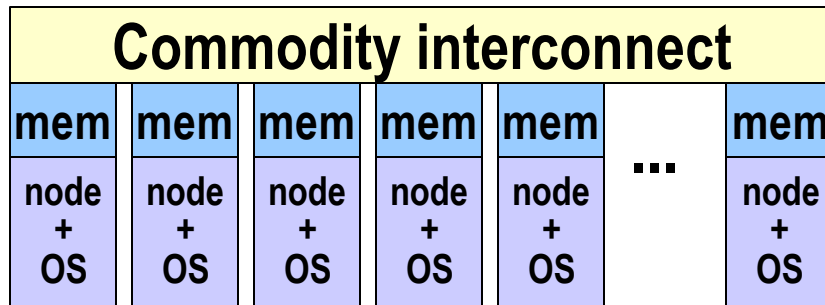 Commodity interconnect
mem mem mem mem mem mem
...
node node node node node node
+ + + + + +
OS OS OS OS OS OS